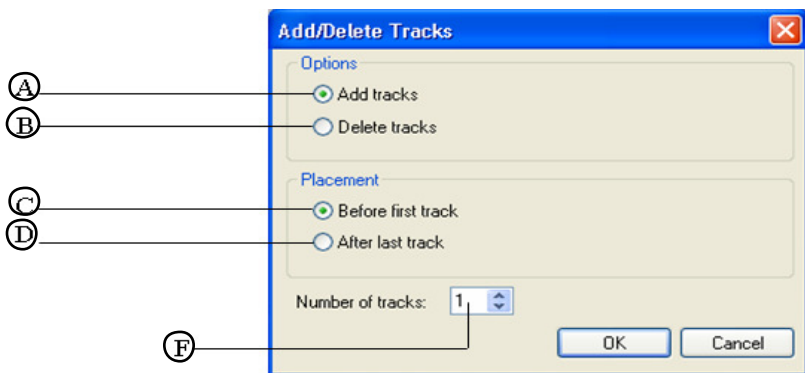 Add/Delete Tracks
Options
A
Add tracks
B
Delete tracks
Placement
C
Before first track
D
After last track
Number of tracks: 1
F
OK Cancel